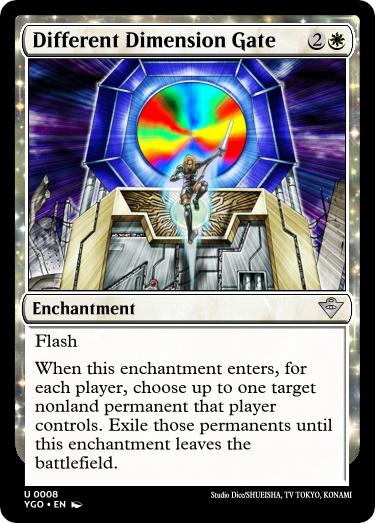 Different Dimension Gate 2
Enchantment
Flash
When this enchantment enters, for
each player, choose up to one target
nonland permanent that player
controls. Exile those permanents until
this enchantment leaves the
battlefield.
U 0008
YGO • EN
Studio Dice/SHUEISHA, TV TOKYO, KONAMI